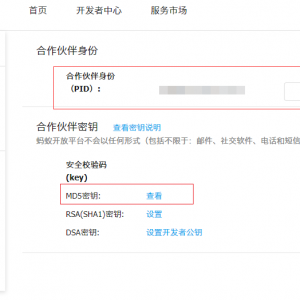 首页 开发者中心 服务市场
合作伙伴身份
合作伙伴身份
(PID)：
合作伙伴密钥 查看密钥说明
蚂蚁开放平台不会以任何形式（包括不限于：邮件、社交软件、电话和短信
安全校验码
(key)
MD5密钥: 查看
RSA(SHA1)密钥: 设置
DSA密钥: 设置开发者公钥